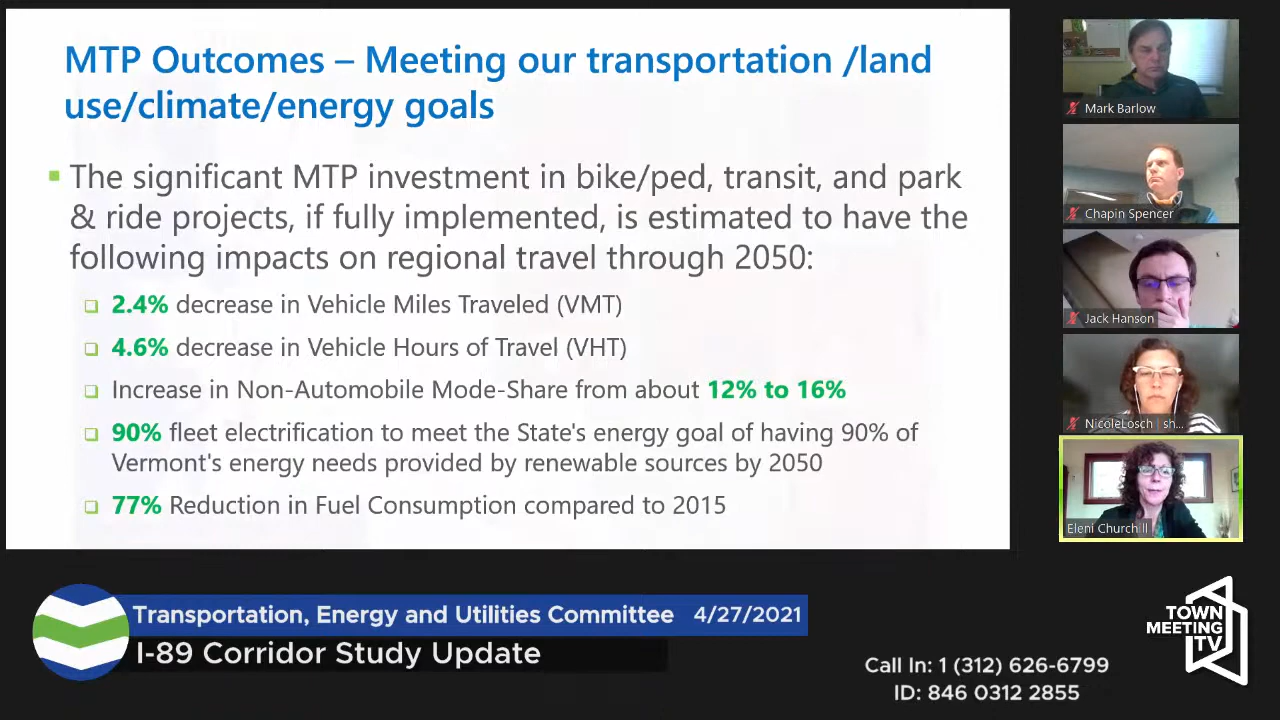 MTP Outcomes – Meeting our transportation /land
use/climate/energy goals
The significant MTP investment in bike/ped, transit, and park
& ride projects, if fully implemented, is estimated to have the
following impacts on regional travel through 2050:
2.4% decrease in Vehicle Miles Traveled (VMT)
4.6% decrease in Vehicle Hours of Travel (VHT)
Increase in Non-Automobile Mode-Share from about 12% to 16%
90% fleet electrification to meet the State's energy goal of having 90% of
Vermont's energy needs provided by renewable sources by 2050
77% Reduction in Fuel Consumption compared to 2015
Mark Barlow
Chapin Spencer
Jack Hanson
NicoleLosch | sh...
Eleni Churchill
Transportation, Energy and Utilities Committee 4/27/2021
I-89 Corridor Study Update
Call In: 1 (312) 626-6799
ID: 846 0312 2855
TOWN
MEETING
TV